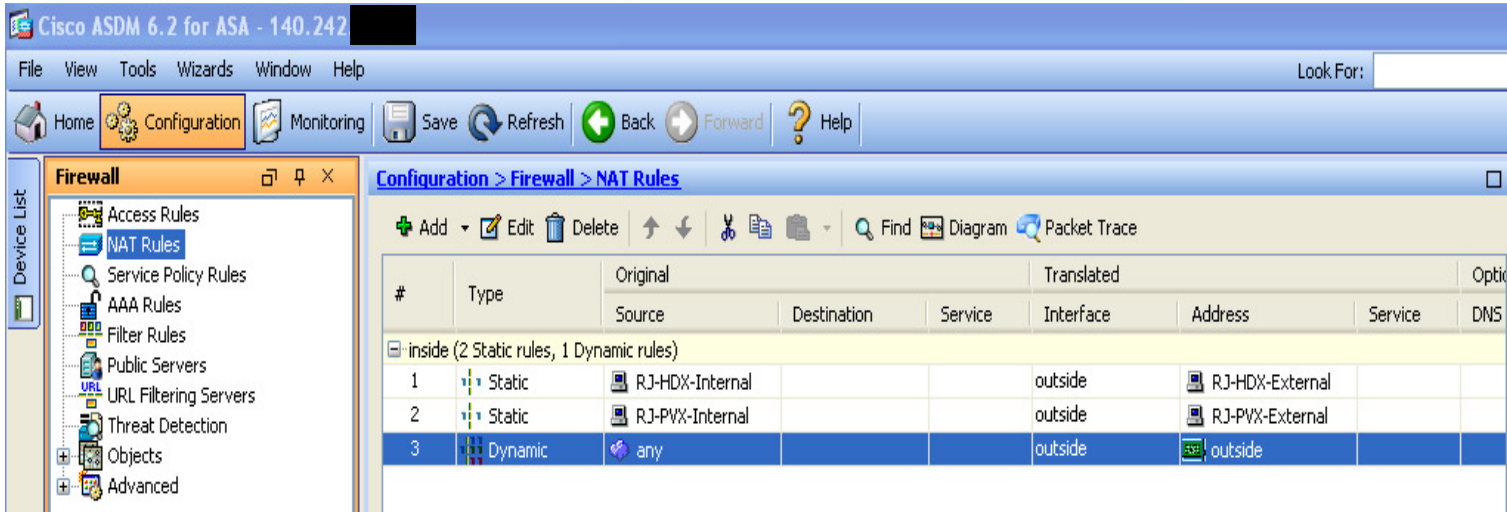 Cisco ASDM 6.2 for ASA - 140.242.
File View Tools Wizards Window Help Look For:
Home Configuration Monitoring Save Refresh Back Forward Help
Device List
Firewall
Access Rules
NAT Rules
Service Policy Rules
AAA Rules
Filter Rules
Public Servers
URL Filtering Servers
Threat Detection
Objects
Advanced
Configuration > Firewall > NAT Rules
Add Edit Delete Find Diagram Packet Trace
# Type Original Translated Optio
Source Destination Service Interface Address Service DNS
inside (2 Static rules, 1 Dynamic rules)
1 Static RJ-HDX-Internal outside RJ-HDX-External
2 Static RJ-PVX-Internal outside RJ-PVX-External
3 Dynamic any outside outside